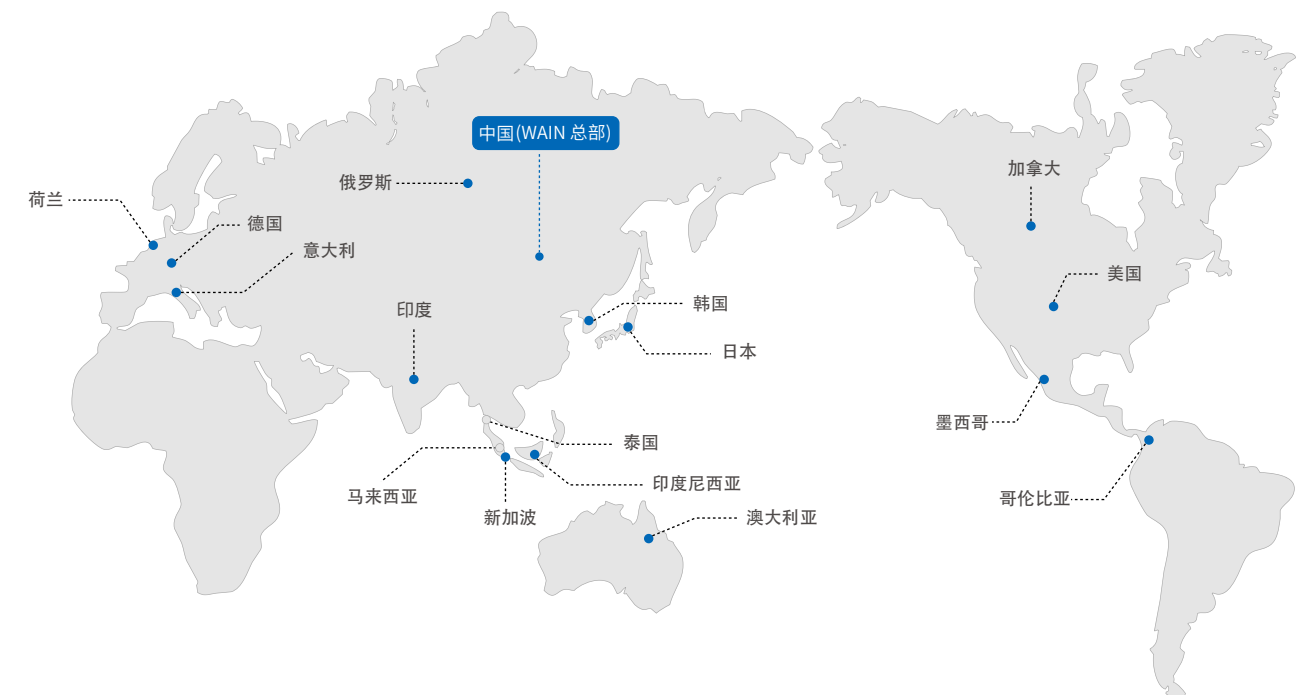 中国(WAIN 总部)
加拿大
俄罗斯
荷兰
德国
意大利
美国
印度
韩国
日本
墨西哥
泰国
印度尼西亚
马来西亚
哥伦比亚
新加坡
澳大利亚